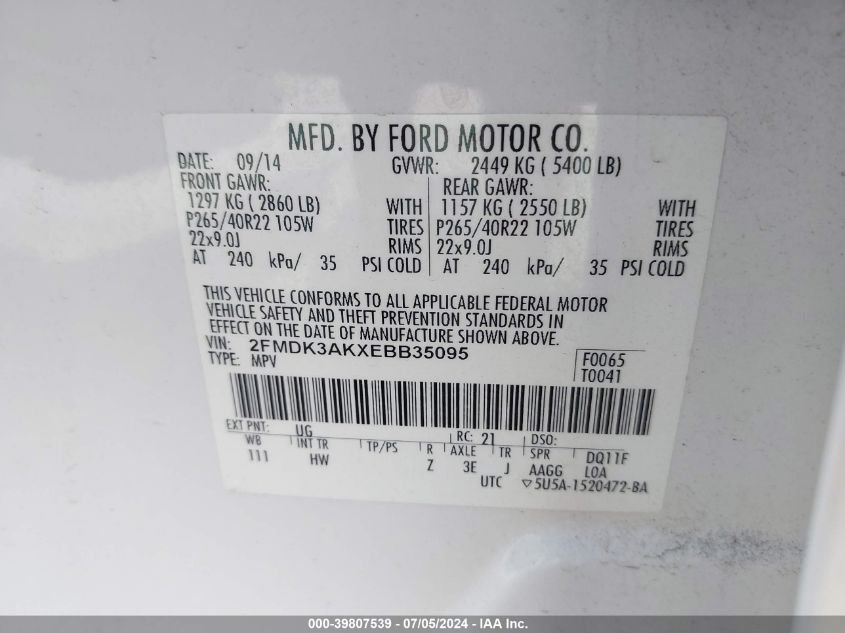 MFD. BY FORD MOTOR CO.
DATE: 09/14 GVWR: 2449 KG ( 5400 LB)
FRONT GAWR: REAR GAWR:
1297 KG ( 2860 LB) WITH 1157 KG ( 2550 LB) WITH
P265/40R22 105W TIRES P265/40R22 105W TIRES
22x9.0J RIMS 22x9.0J RIMS
AT 240 kPa/ 35 PSI COLD AT 240 kPa/ 35 PSI COLD
THIS VEHICLE CONFORMS TO ALL APPLICABLE FEDERAL MOTOR
VEHICLE SAFETY AND THEFT PREVENTION STANDARDS IN
EFFECT ON THE DATE OF MANUFACTURE SHOWN ABOVE.
VIN: 2FMDK3AKXEBB35095 F0065
TYPE: MPV T0041
EXT PNT: UG RC: 21 DSO:
WB INT TR TP/PS R AXLE TR SPR DQ11F
111 HW Z 3E J AAGG L0A
UTC ▽5U5A-1520472-BA
000-39807539 - 07/05/2024 - IAA Inc.